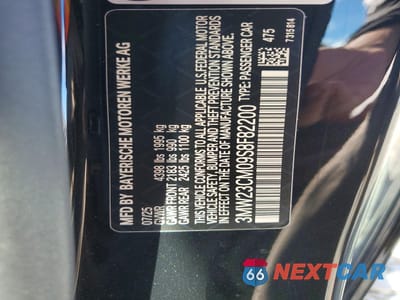 MFD BY BAYERISCHE MOTOREN WERKE AG
07/25
GVWR 4398 lbs 1995 kg
GAWR FRONT 2183 lbs 990 kg
GAWR REAR 2425 lbs 1100 kg
THIS VEHICLE CONFORMS TO ALL APPLICABLE U.S. FEDERAL MOTOR
VEHICLE SAFETY, BUMPER AND THEFT PREVENTION STANDARDS
IN EFFECT ON THE DATE OF MANUFACTURE SHOWN ABOVE.
3MW23CM09S8F82200 TYPE: PASSENGER CAR
475
7315814
66 NEXTCAR